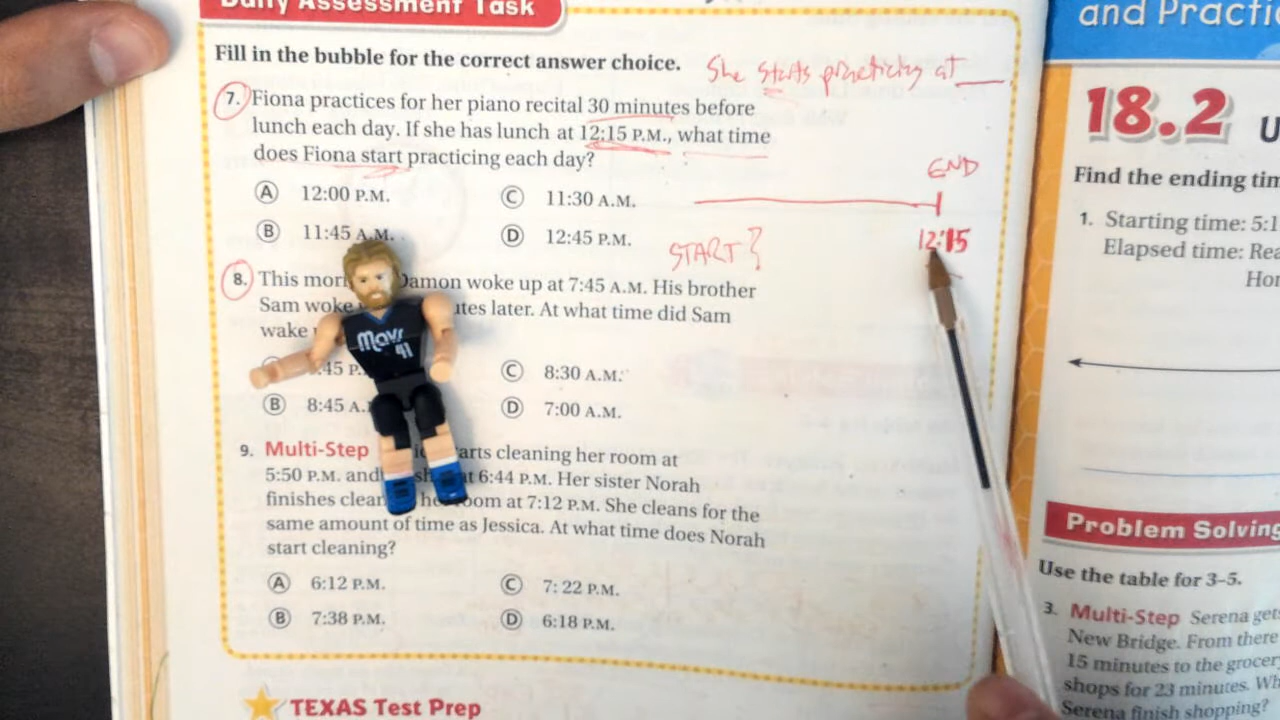 Daily Assessment Task
Fill in the bubble for the correct answer choice.
She starts practicing at ___.
7. Fiona practices for her piano recital 30 minutes before
lunch each day. If she has lunch at 12:15 P.M., what time
does Fiona start practicing each day?
A 12:00 P.M. C 11:30 A.M.
B 11:45 A.M. D 12:45 P.M.
END
12:15
START?
8. This Damon woke up at 7:45 A.M. His brother
Sam woke later. At what time did Sam
wake
:45 P. C 8:30 A.M.
B 8:45 A. D 7:00 A.M.
Mavs
41
9. Multi-Step starts cleaning her room at
5:50 P.M. and at 6:44 P.M. Her sister Norah
finishes room at 7:12 P.M. She cleans for the
same amount of time as Jessica. At what time does Norah
start cleaning?
A 6:12 P.M. C 7: 22 P.M.
B 7:38 P.M. D 6:18 P.M.
TEXAS Test Prep
and Practi
18.2 U
Find the ending tim
1. Starting time: 5:1
Elapsed time: Rea
Hor
Problem Solving
Use the table for 3–5.
3. Multi-Step Serena get
New Bridge. From there
15 minutes to the grocery
shops for 23 minutes. Wh
Serena finish shopping?